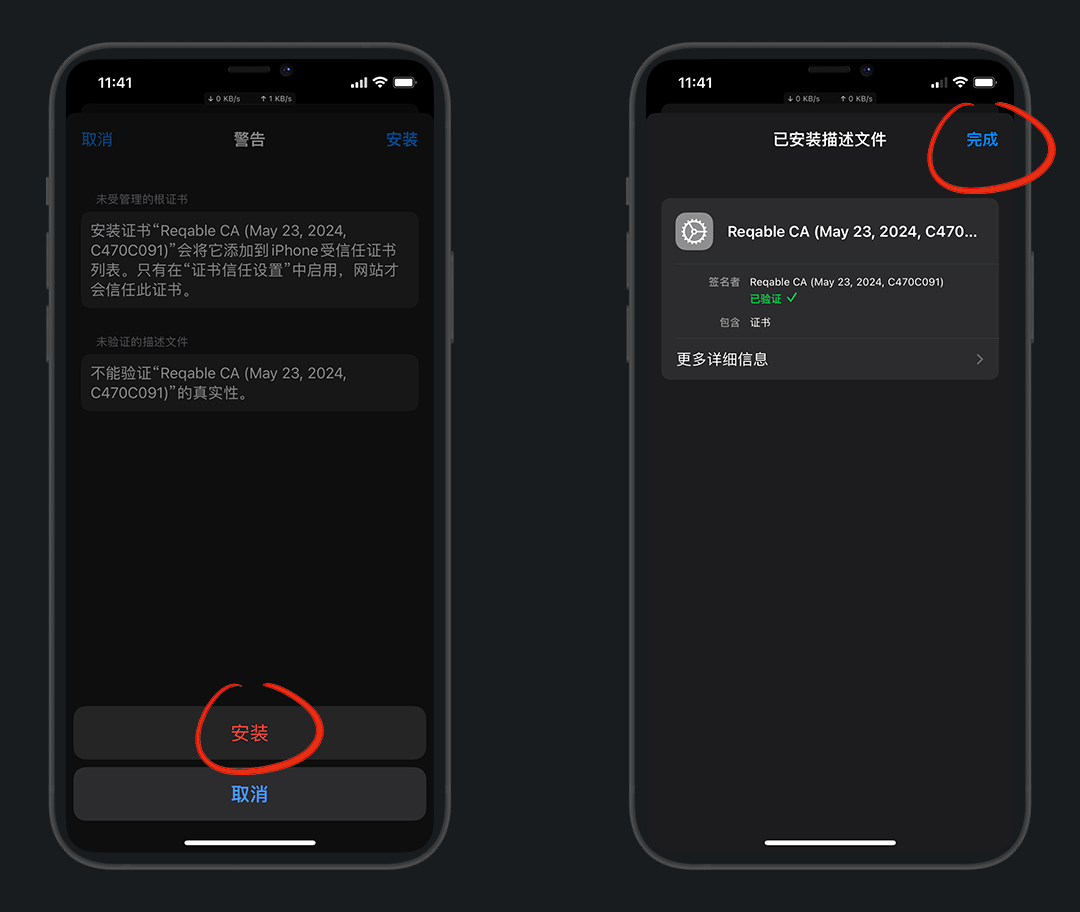 11:41
↓ 0 KB/s ↑ 1 KB/s
取消 警告 安装
未受管理的根证书
安装证书“Reqable CA (May 23, 2024,
C470C091)”会将它添加到 iPhone 受信任证书
列表。只有在“证书信任设置”中启用，网站才
会信任此证书。
未验证的描述文件
不能验证“Reqable CA (May 23, 2024,
C470C091)”的真实性。
安装
取消
11:41
↓ 0 KB/s ↑ 0 KB/s
已安装描述文件 完成
Reqable CA (May 23, 2024, C470...
签名者 Reqable CA (May 23, 2024, C470C091)
已验证 ✓
包含 证书
更多详细信息